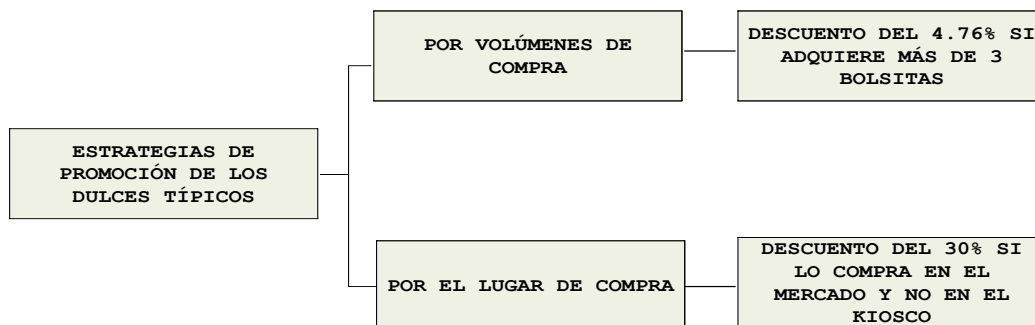 ESTRATEGIAS DE
PROMOCIÓN DE LOS
DULCES TÍPICOS
POR VOLÚMENES DE
COMPRA
DESCUENTO DEL 4.76% SI
ADQUIERE MÁS DE 3
BOLSITAS
POR EL LUGAR DE COMPRA
DESCUENTO DEL 30% SI
LO COMPRA EN EL
MERCADO Y NO EN EL
KIOSCO